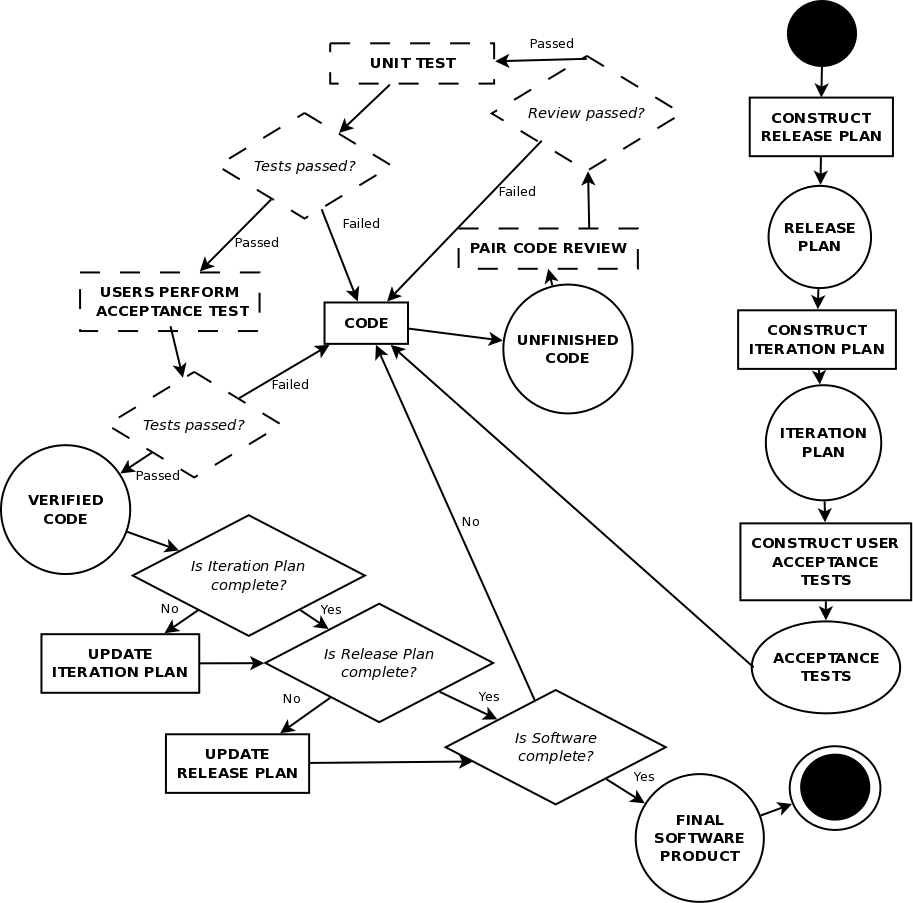 Passed
UNIT TEST
Review passed?
CONSTRUCT
RELEASE PLAN
Tests passed?
Failed
Failed
Passed
RELEASE
PLAN
PAIR CODE REVIEW
USERS PERFORM
ACCEPTANCE TEST
CODE
UNFINISHED
CODE
CONSTRUCT
ITERATION PLAN
Failed
Tests passed?
ITERATION
PLAN
Passed
VERIFIED
CODE
No
CONSTRUCT USER
ACCEPTANCE
TESTS
Is Iteration Plan
complete?
No
Yes
UPDATE
ITERATION PLAN
Is Release Plan
complete?
ACCEPTANCE
TESTS
No
Yes
UPDATE
RELEASE PLAN
Is Software
complete?
Yes
FINAL
SOFTWARE
PRODUCT